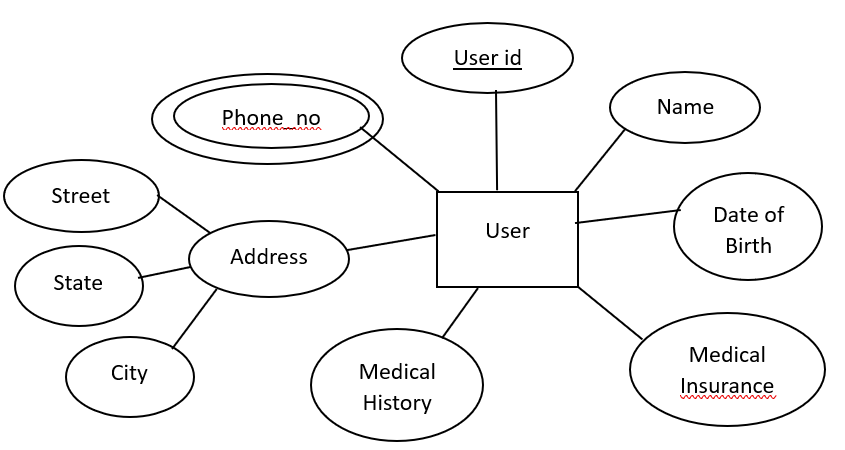 User id
Phone_no
Name
Street
User
Date of
Birth
Address
State
City
Medical
History
Medical
Insurance